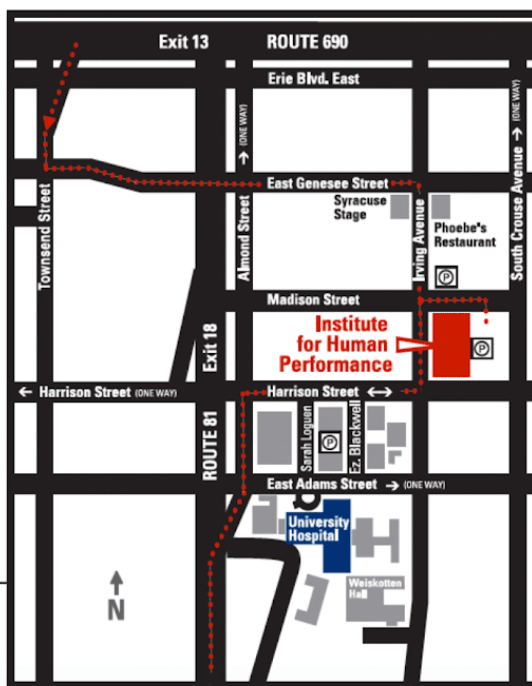 Exit 13
ROUTE 690
Erie Blvd. East
→ (ONE WAY)
→ (ONE WAY)
East Genesee Street
Syracuse
Stage
Phoebe's
Restaurant
Townsend Street
Almond Street
Irving Avenue
South Crouse Avenue
P
Madison Street
Institute
for Human
Performance
P
Exit 18
← Harrison Street (ONE WAY)
Harrison Street ↔
ROUTE 81
Sarah Loguen
P
Ez. Blackwell
East Adams Street → (ONE WAY)
University
Hospital
Weiskotten
Hall
N